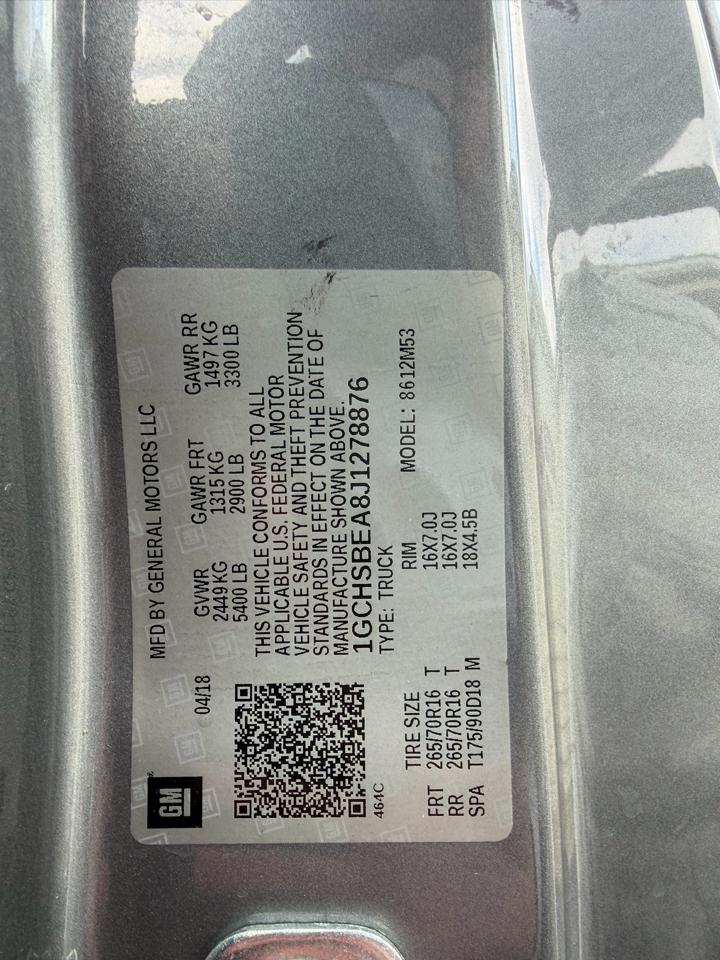 GM
MFD BY GENERAL MOTORS LLC
04/18
GVWR GAWR FRT GAWR RR
2449 KG 1315 KG 1497 KG
5400 LB 2900 LB 3300 LB
THIS VEHICLE CONFORMS TO ALL
APPLICABLE U.S. FEDERAL MOTOR
VEHICLE SAFETY AND THEFT PREVENTION
STANDARDS IN EFFECT ON THE DATE OF
MANUFACTURE SHOWN ABOVE.
1GCHSBEA8J1278876
464C
TYPE: TRUCK MODEL: 8612M53
TIRE SIZE RIM
FRT 265/70R16 T 16X7.0J
RR 265/70R16 T 16X7.0J
SPA T175/90D18 M 18X4.5B